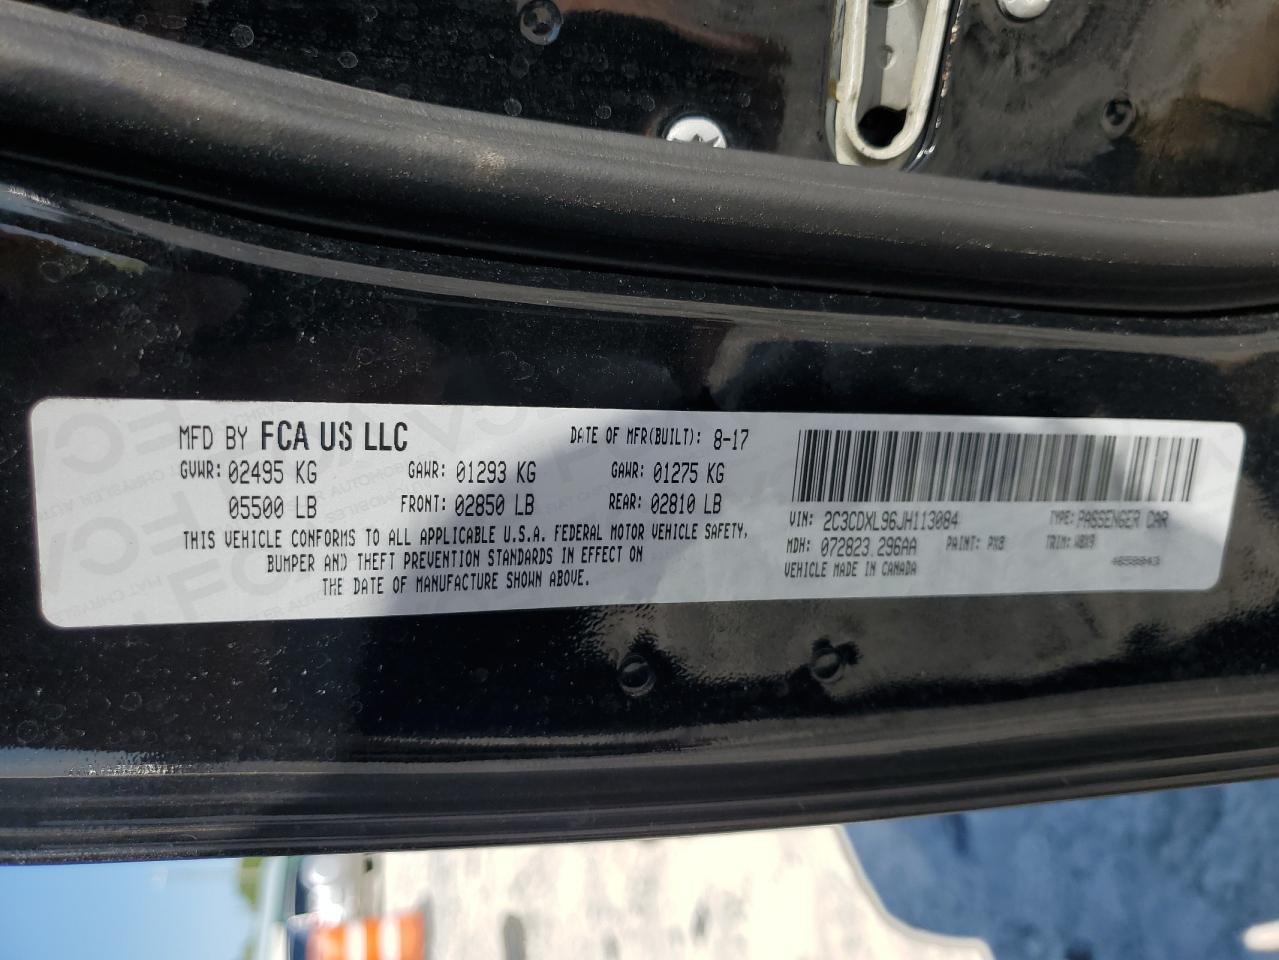 MFD BY FCA US LLC DATE OF MFR(BUILT): 8-17
GVWR: 02495 KG GAWR: 01293 KG GAWR: 01275 KG
05500 LB FRONT: 02850 LB REAR: 02810 LB
THIS VEHICLE CONFORMS TO ALL APPLICABLE U.S.A. FEDERAL MOTOR VEHICLE SAFETY,
BUMPER AND THEFT PREVENTION STANDARDS IN EFFECT ON
THE DATE OF MANUFACTURE SHOWN ABOVE.
VIN: 2C3CDXL96JH113084 TYPE: PASSENGER CAR
MDH: 072823.296AA PAINT: PX8 TRIM: WBX9
VEHICLE MADE IN CANADA